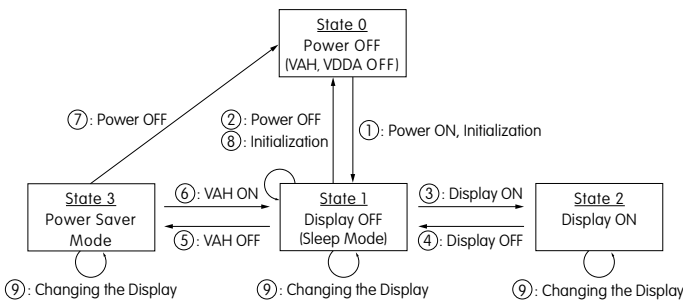 State 0
Power OFF
(VAH, VDDA OFF)
⑦: Power OFF
②: Power OFF
⑧: Initialization
①: Power ON, Initialization
State 3
Power Saver
Mode
⑥: VAH ON
⑤: VAH OFF
State 1
Display OFF
(Sleep Mode)
③: Display ON
④: Display OFF
State 2
Display ON
⑨: Changing the Display
⑨: Changing the Display
⑨: Changing the Display